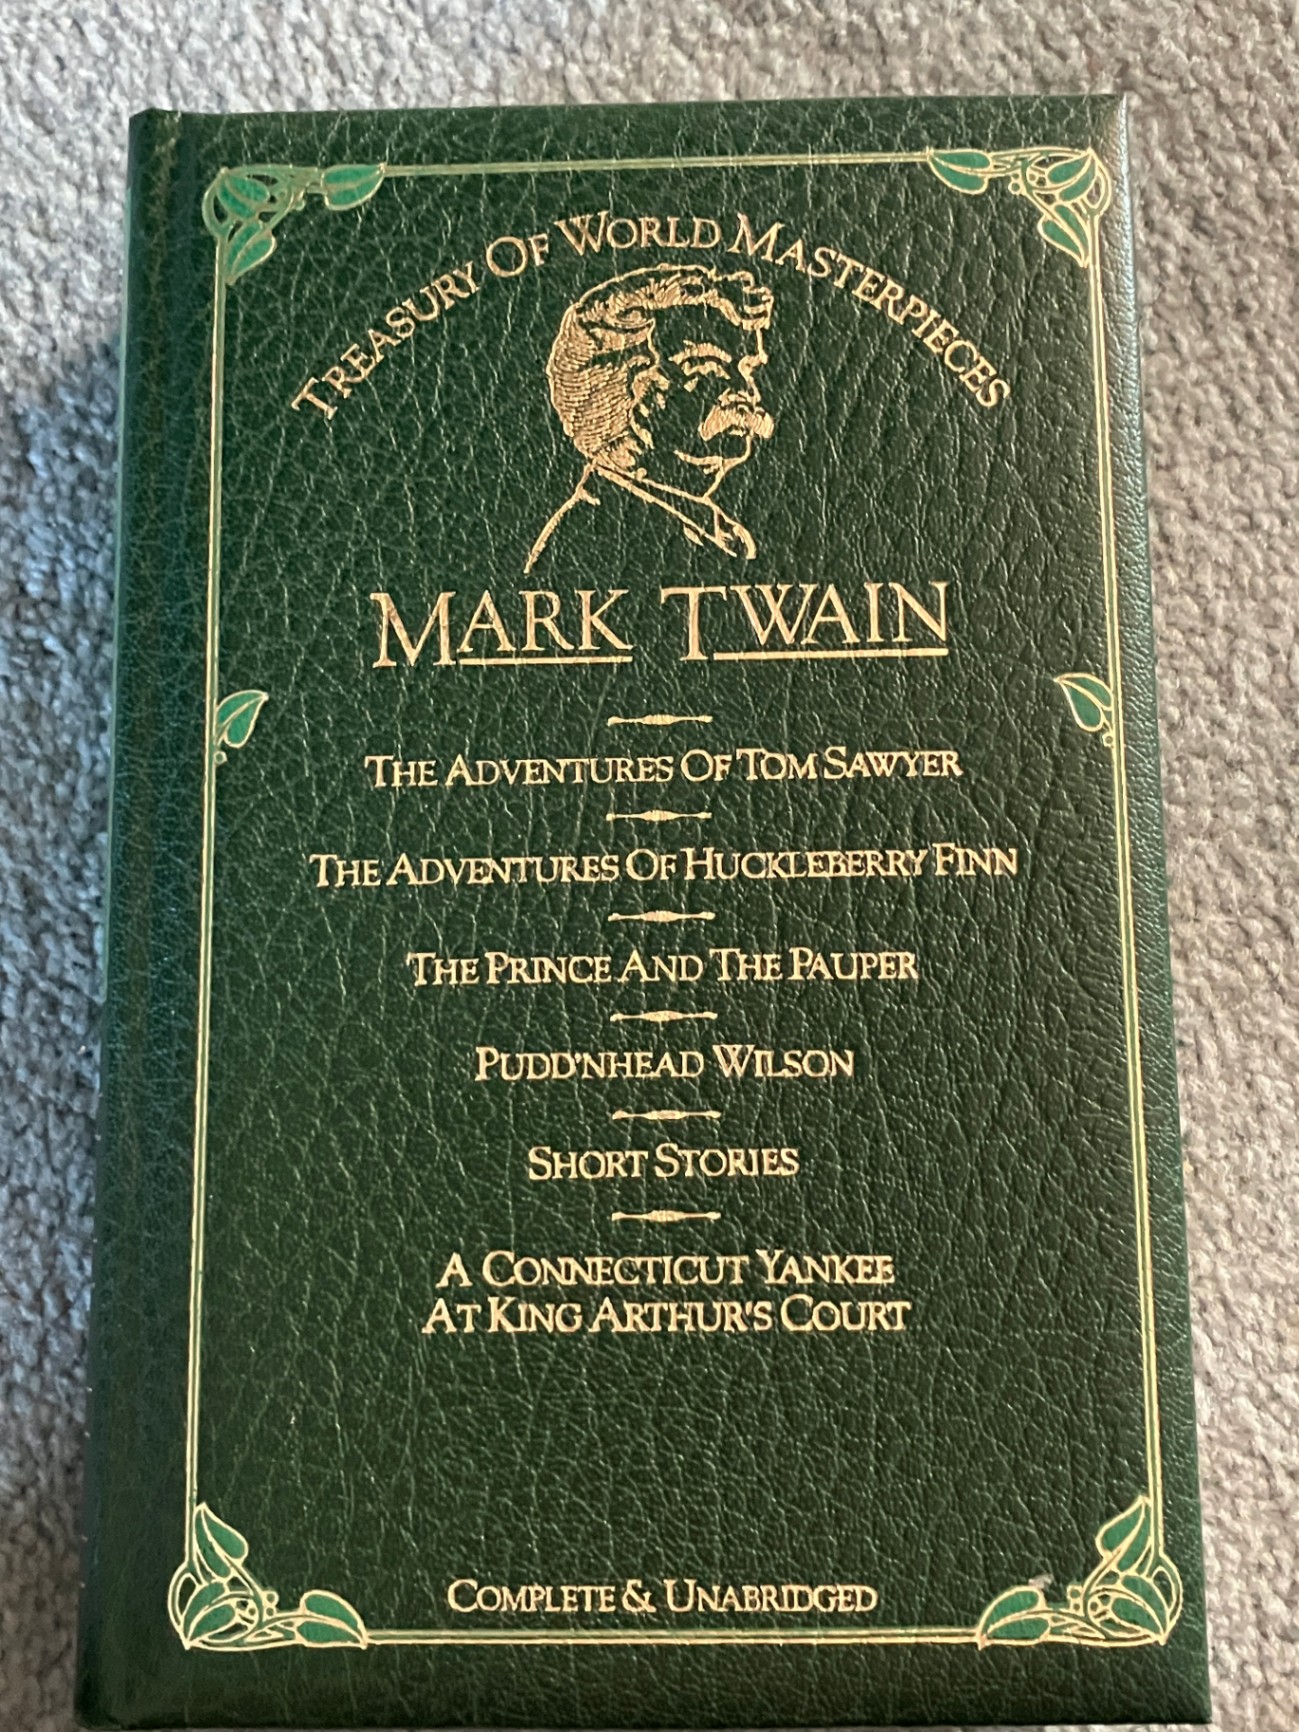 TREASURY OF WORLD MASTERPIECES
MARK TWAIN
THE ADVENTURES OF TOM SAWYER
THE ADVENTURES OF HUCKLEBERRY FINN
THE PRINCE AND THE PAUPER
PUDD'NHEAD WILSON
SHORT STORIES
A CONNECTICUT YANKEE
AT KING ARTHUR'S COURT
COMPLETE & UNABRIDGED